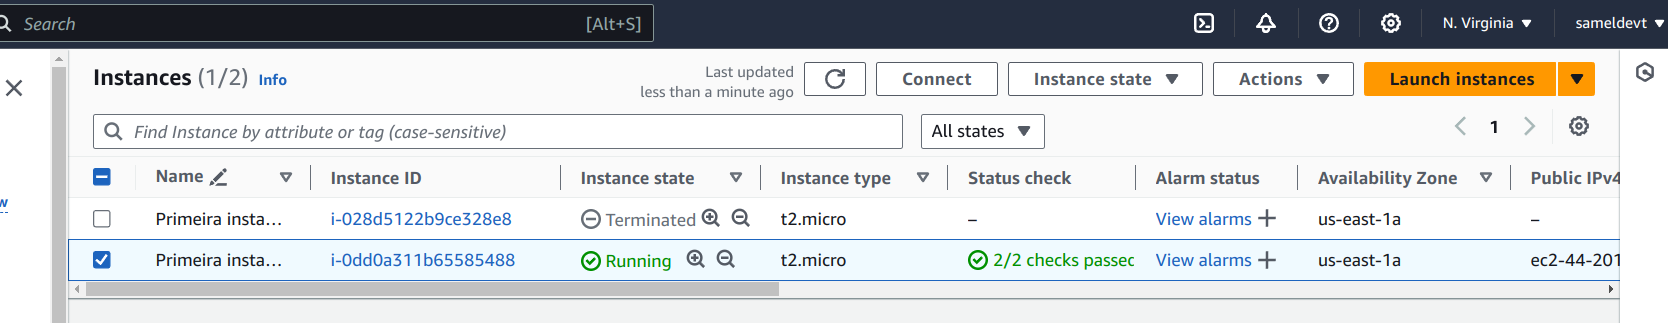 Search [Alt+S] N. Virginia sameldevt
Instances (1/2) Info Last updated less than a minute ago Connect Instance state Actions Launch instances
Find Instance by attribute or tag (case-sensitive) All states 1
Name Instance ID Instance state Instance type Status check Alarm status Availability Zone Public IPv4
w
Primeira insta... i-028d5122b9ce328e8 Terminated t2.micro – View alarms us-east-1a –
Primeira insta... i-0dd0a311b65585488 Running t2.micro 2/2 checks passed View alarms us-east-1a ec2-44-201